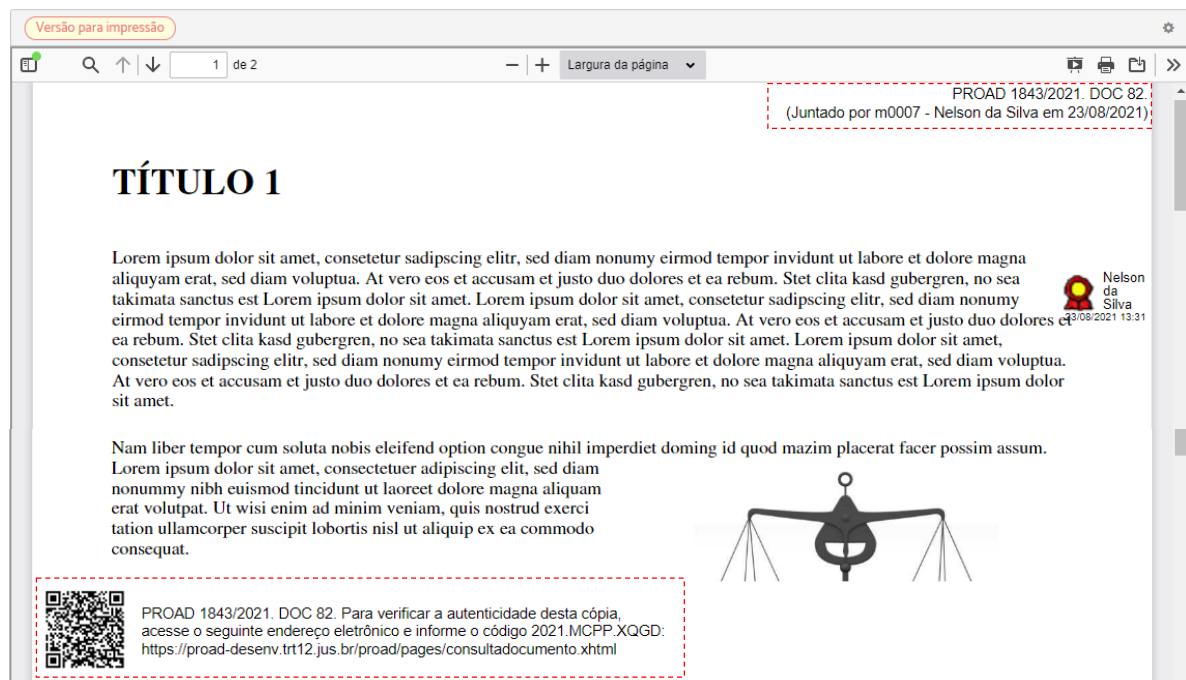 Versão para impressão
1 de 2
Largura da página
PROAD 1843/2021. DOC 82.
(Juntado por m0007 - Nelson da Silva em 23/08/2021)
TÍTULO 1
Lorem ipsum dolor sit amet, consetetur sadipscing elitr, sed diam nonumy eirmod tempor invidunt ut labore et dolore magna
aliquyam erat, sed diam voluptua. At vero eos et accusam et justo duo dolores et ea rebum. Stet clita kasd gubergren, no sea
takimata sanctus est Lorem ipsum dolor sit amet. Lorem ipsum dolor sit amet, consetetur sadipscing elitr, sed diam nonumy
eirmod tempor invidunt ut labore et dolore magna aliquyam erat, sed diam voluptua. At vero eos et accusam et justo duo dolores et
ea rebum. Stet clita kasd gubergren, no sea takimata sanctus est Lorem ipsum dolor sit amet. Lorem ipsum dolor sit amet,
consetetur sadipscing elitr, sed diam nonumy eirmod tempor invidunt ut labore et dolore magna aliquyam erat, sed diam voluptua.
At vero eos et accusam et justo duo dolores et ea rebum. Stet clita kasd gubergren, no sea takimata sanctus est Lorem ipsum dolor
sit amet.
Nelson
da
Silva
23/08/2021 13:31
Nam liber tempor cum soluta nobis eleifend option congue nihil imperdiet doming id quod mazim placerat facer possim assum.
Lorem ipsum dolor sit amet, consectetuer adipiscing elit, sed diam
nonummy nibh euismod tincidunt ut laoreet dolore magna aliquam
erat volutpat. Ut wisi enim ad minim veniam, quis nostrud exerci
tation ullamcorper suscipit lobortis nisl ut aliquip ex ea commodo
consequat.
PROAD 1843/2021. DOC 82. Para verificar a autenticidade desta cópia,
acesse o seguinte endereço eletrônico e informe o código 2021.MCPP.XQGD:
https://proad-desenv.trt12.jus.br/proad/pages/consultadocumento.xhtml